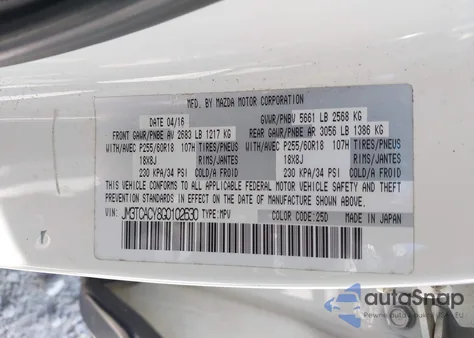 MFD. BY MAZDA MOTOR CORPORATION
DATE 04/16 GVWR/PNBV 5661 LB 2568 KG
FRONT GAWR/PNBE AV 2683 LB 1217 KG REAR GAWR/PNBE AR 3056 LB 1386 KG
WITH/AVEC P255/60R18 107H TIRES/PNEUS WITH/AVEC P255/60R18 107H TIRES/PNEUS
18X8J RIMS/JANTES 18X8J RIMS/JANTES
230 KPA/34 PSI COLD/A FROID 230 KPA/34 PSI COLD/A FROID
THIS VEHICLE CONFORMS TO ALL APPLICABLE FEDERAL MOTOR VEHICLE SAFETY, BUMPER, AND THEFT
PREVENTION STANDARDS IN EFFECT ON THE DATE OF MANUFACTURE SHOWN ABOVE.
VIN: JM3TCACY8G0102530 TYPE:MPV COLOR CODE:25D MADE IN JAPAN
autoSnap
Pewne auto